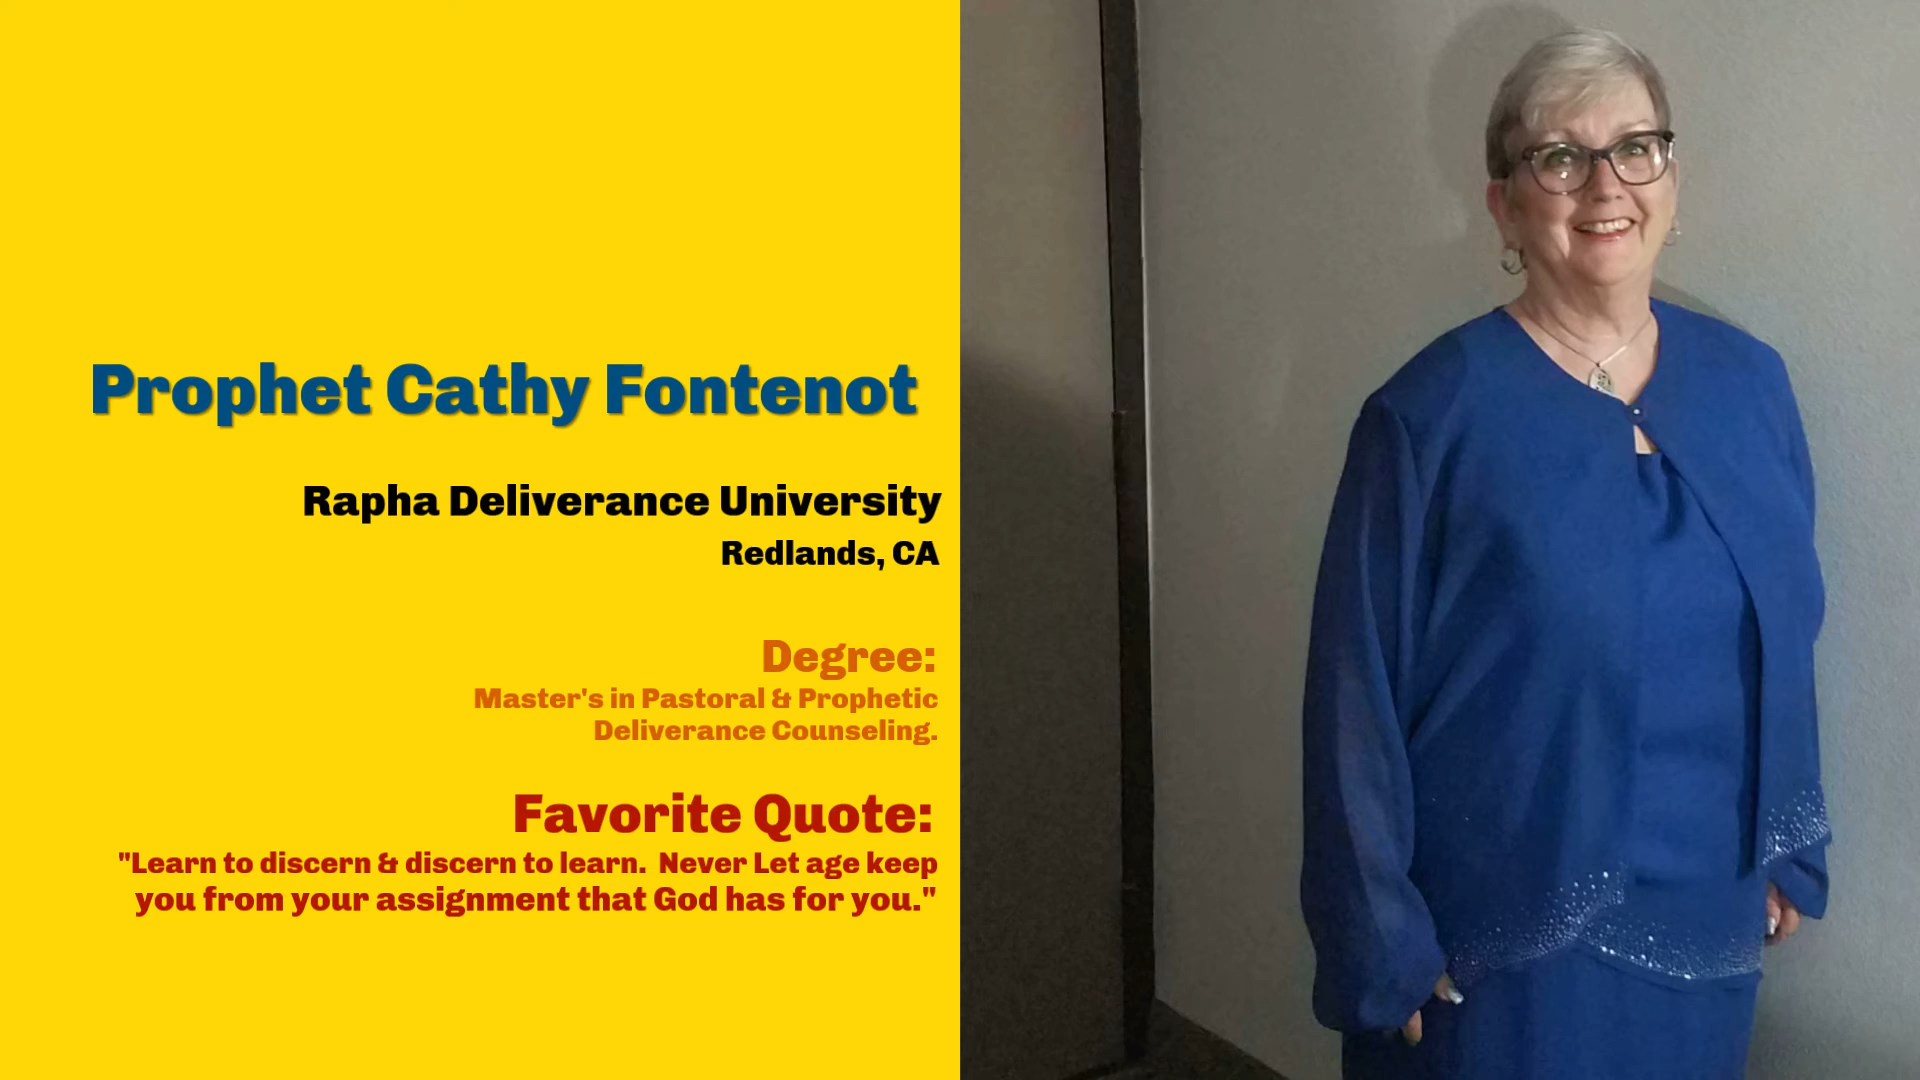 Prophet Cathy Fontenot
Rapha Deliverance University
Redlands, CA
Degree:
Master's in Pastoral & Prophetic
Deliverance Counseling.
Favorite Quote:
"Learn to discern & discern to learn.  Never Let age keep
you from your assignment that God has for you."